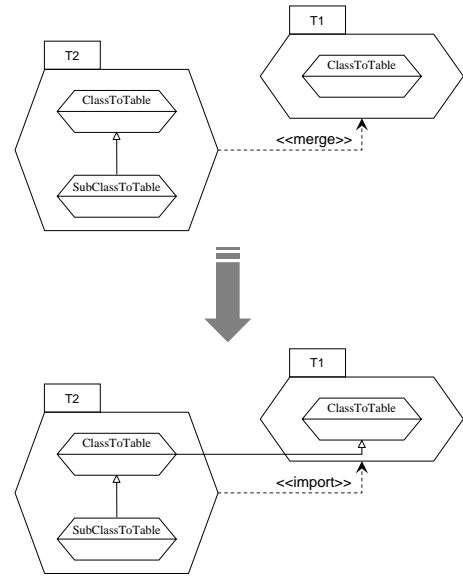 T1
T2
ClassToTable
ClassToTable
<<merge>>
SubClassToTable
T1
T2
ClassToTable
ClassToTable
<<import>>
SubClassToTable